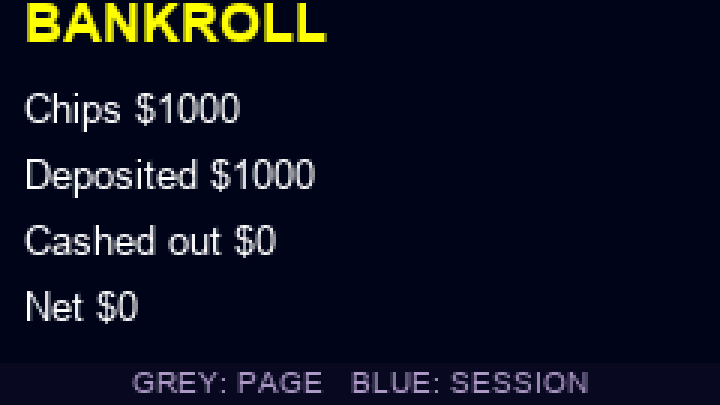 BANKROLL
Chips $1000
Deposited $1000
Cashed out $0
Net $0
GREY: PAGE BLUE: SESSION